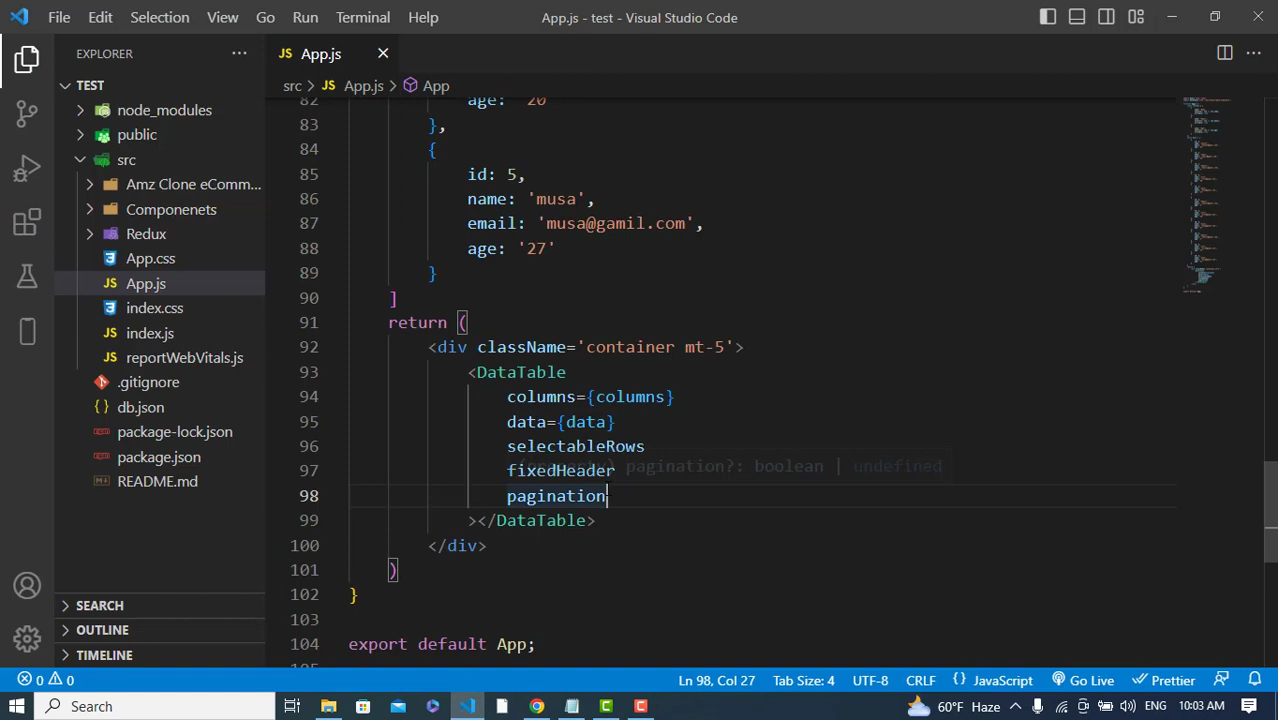 File Edit Selection View Go Run Terminal Help App.js - test - Visual Studio Code
EXPLORER
TEST
node_modules
public
src
Amz Clone eComm...
Componenets
Redux
App.css
App.js
index.css
index.js
reportWebVitals.js
.gitignore
db.json
package-lock.json
package.json
README.md
SEARCH
OUTLINE
TIMELINE
JS App.js
src > JS App.js > App
82 age: '20'
83 },
84 {
85 id: 5,
86 name: 'musa',
87 email: 'musa@gamil.com',
88 age: '27'
89 }
90 ]
91 return (
92 <div className='container mt-5'>
93 <DataTable
94 columns={columns}
95 data={data}
96 selectableRows
(property) pagination?: boolean | undefined
97 fixedHeader
98 pagination
99 ></DataTable>
100 </div>
101 )
102 }
103
104 export default App;
0 0 Ln 98, Col 27 Tab Size: 4 UTF-8 CRLF {} JavaScript Go Live Prettier
Search 60°F Haze ENG 10:03 AM